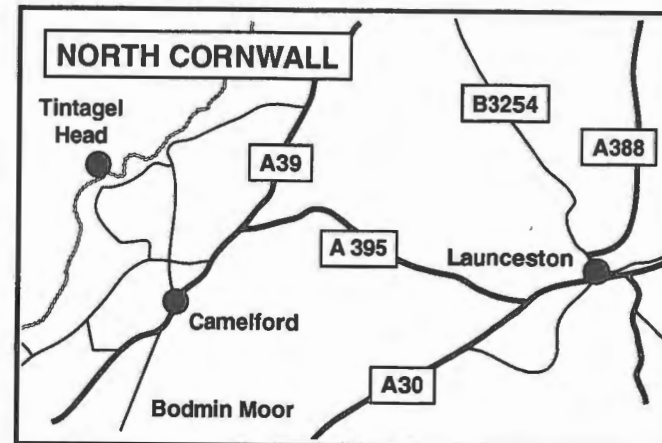 NORTH CORNWALL
Tintagel
Head
B3254
A39
A388
A 395
Launceston
Camelford
A30
Bodmin Moor